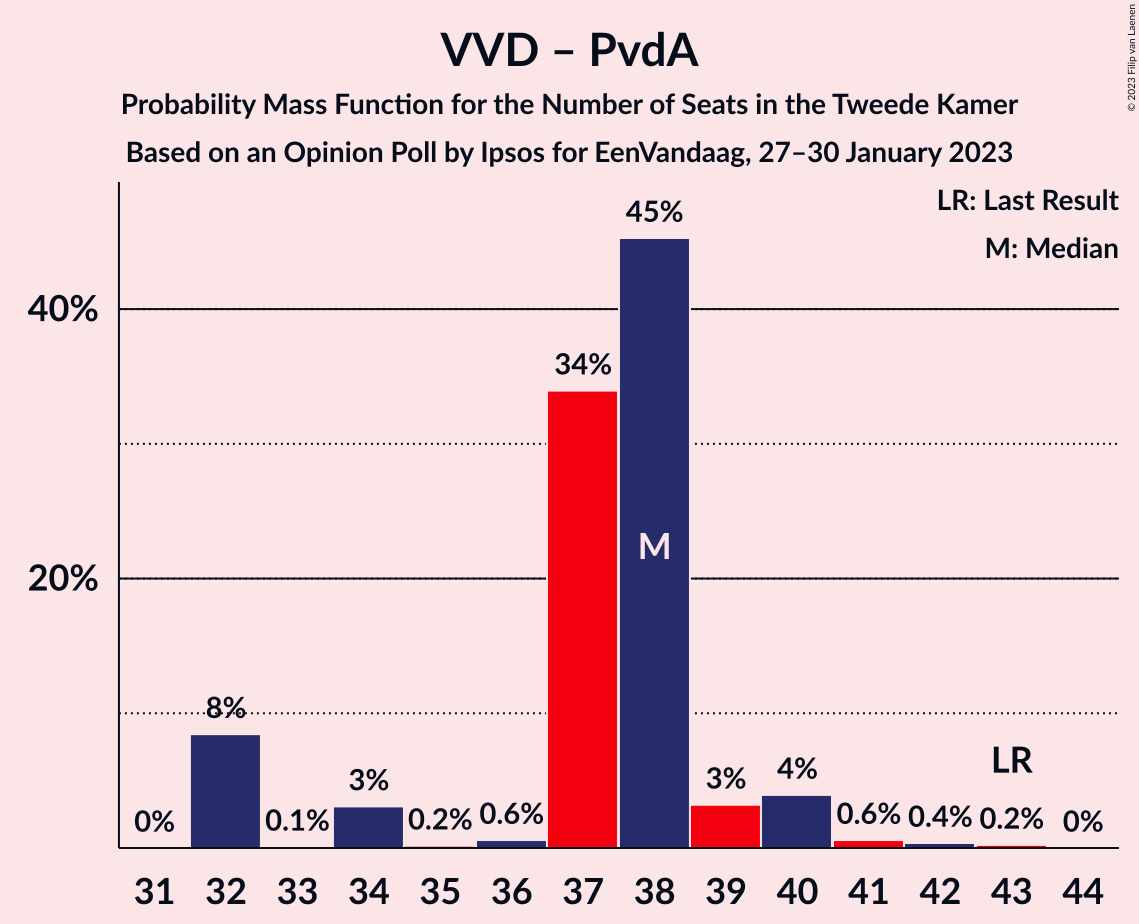 VVD – PvdA
Probability Mass Function for the Number of Seats in the Tweede Kamer
Based on an Opinion Poll by Ipsos for EenVandaag, 27–30 January 2023
© 2023 Filip van Laenen
LR: Last Result
M: Median
45%
40%
34%
M
20%
8%
LR
3%
3%
4%
0%
0.1%
0.2%
0.6%
0.6%
0.4%
0.2%
0%
31 32 33 34 35 36 37 38 39 40 41 42 43 44